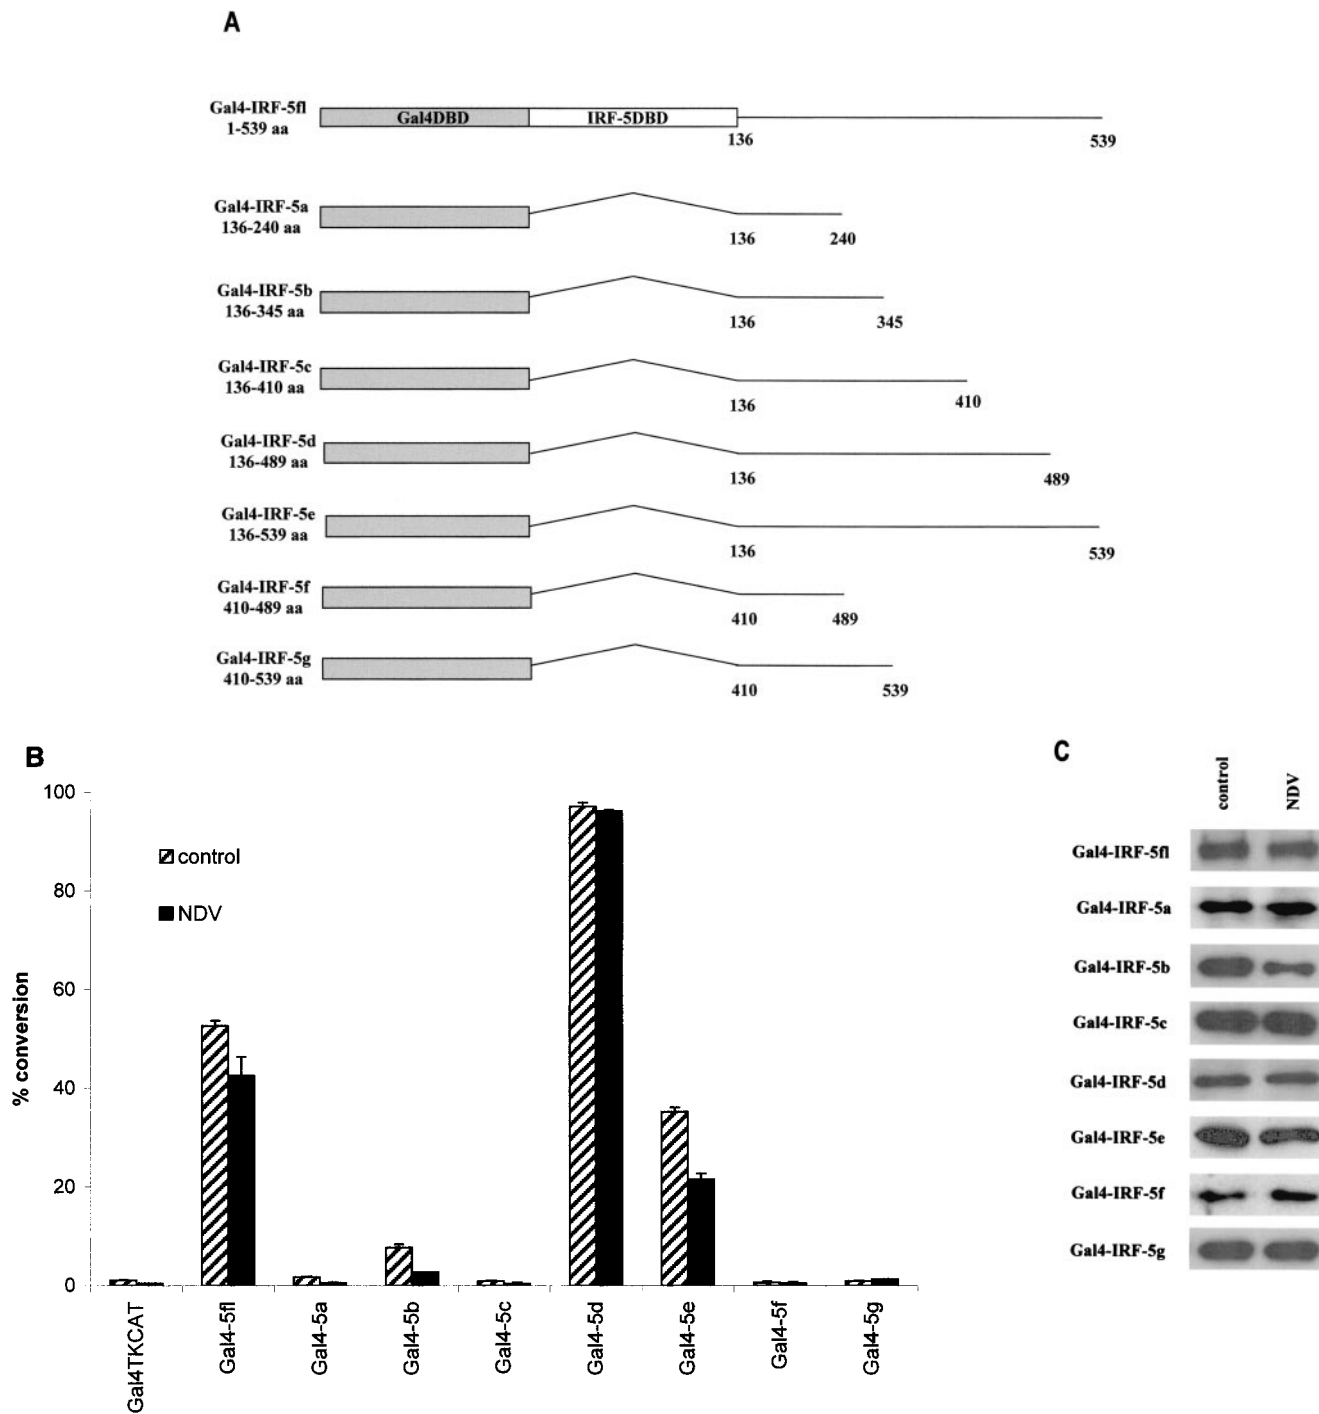 A
Gal4-IRF-5fl
1-539 aa
Gal4DBD
IRF-5DBD
136
539
Gal4-IRF-5a
136-240 aa
136
240
Gal4-IRF-5b
136-345 aa
136
345
Gal4-IRF-5c
136-410 aa
136
410
Gal4-IRF-5d
136-489 aa
136
489
Gal4-IRF-5e
136-539 aa
136
539
Gal4-IRF-5f
410-489 aa
410
489
Gal4-IRF-5g
410-539 aa
410
539
B
% conversion
100
80
60
40
20
0
control
NDV
Gal4TKCAT
Gal4-5fl
Gal4-5a
Gal4-5b
Gal4-5c
Gal4-5d
Gal4-5e
Gal4-5f
Gal4-5g
C
control
NDV
Gal4-IRF-5fl
Gal4-IRF-5a
Gal4-IRF-5b
Gal4-IRF-5c
Gal4-IRF-5d
Gal4-IRF-5e
Gal4-IRF-5f
Gal4-IRF-5g